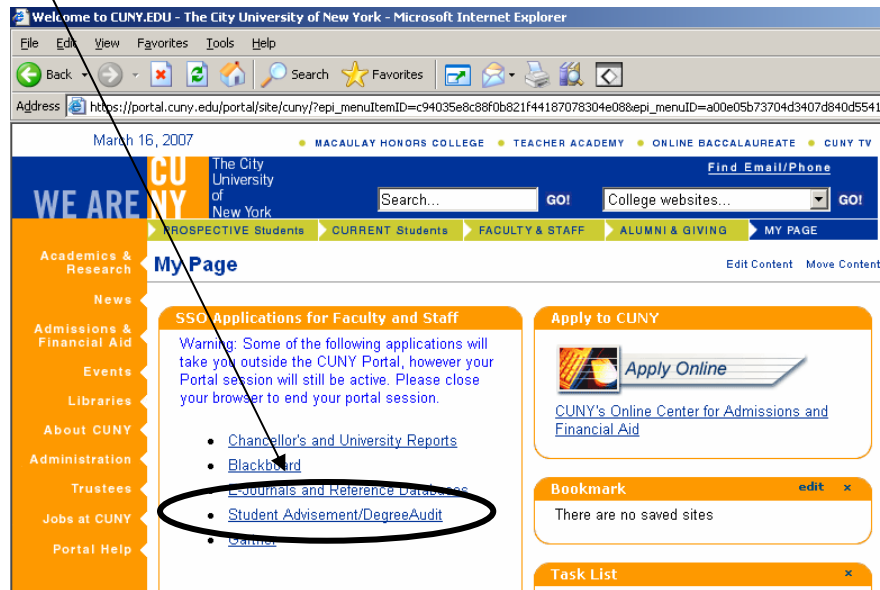 Welcome to CUNY.EDU - The City University of New York - Microsoft Internet Explorer
File Edit View Favorites Tools Help
Back Search Favorites
Address https://portal.cuny.edu/portal/site/cuny/?epi_menuItemID=c94035e8c88f0b821f44187078304e08&epi_menuID=a00e05b73704d3407d840d5541
March 16, 2007 MACAULAY HONORS COLLEGE TEACHER ACADEMY ONLINE BACCALAUREATE CUNY TV
WE ARE CU NY
The City
University
of
New York
Find Email/Phone
Search... GO! College websites... GO!
PROSPECTIVE Students CURRENT Students FACULTY & STAFF ALUMNI & GIVING MY PAGE
Academics &
Research
News
Admissions &
Financial Aid
Events
Libraries
About CUNY
Administration
Trustees
Jobs at CUNY
Portal Help
My Page Edit Content Move Content
SSO Applications for Faculty and Staff
Warning: Some of the following applications will
take you outside the CUNY Portal, however your
Portal session will still be active. Please close
your browser to end your portal session.
Chancellor's and University Reports
Blackboard
E-Journals and Reference Databases
Student Advisement/DegreeAudit
Gartner
Apply to CUNY
Apply Online
CUNY's Online Center for Admissions and
Financial Aid
Bookmark edit x
There are no saved sites
Task List x